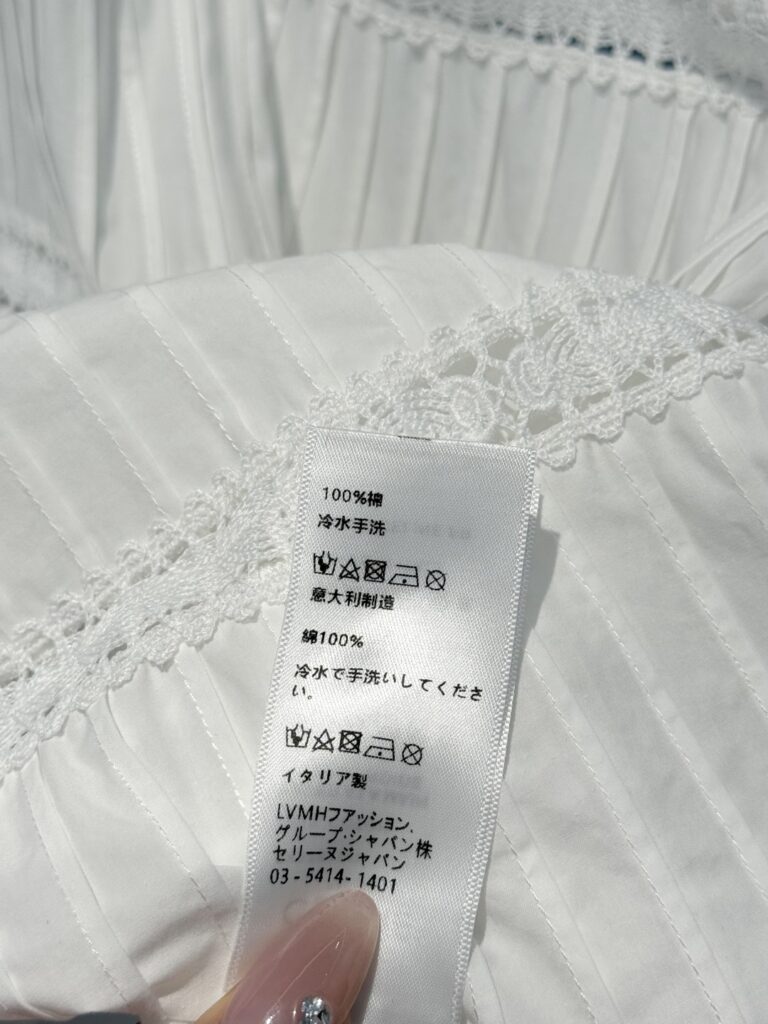 100%棉
冷水手洗
意大利制造
綿100%
冷水で手洗いしてくださ
い。
イタリア製
LVMHファッション.
グループ・シャパン株
セリーヌジャパン
03-5414-1401